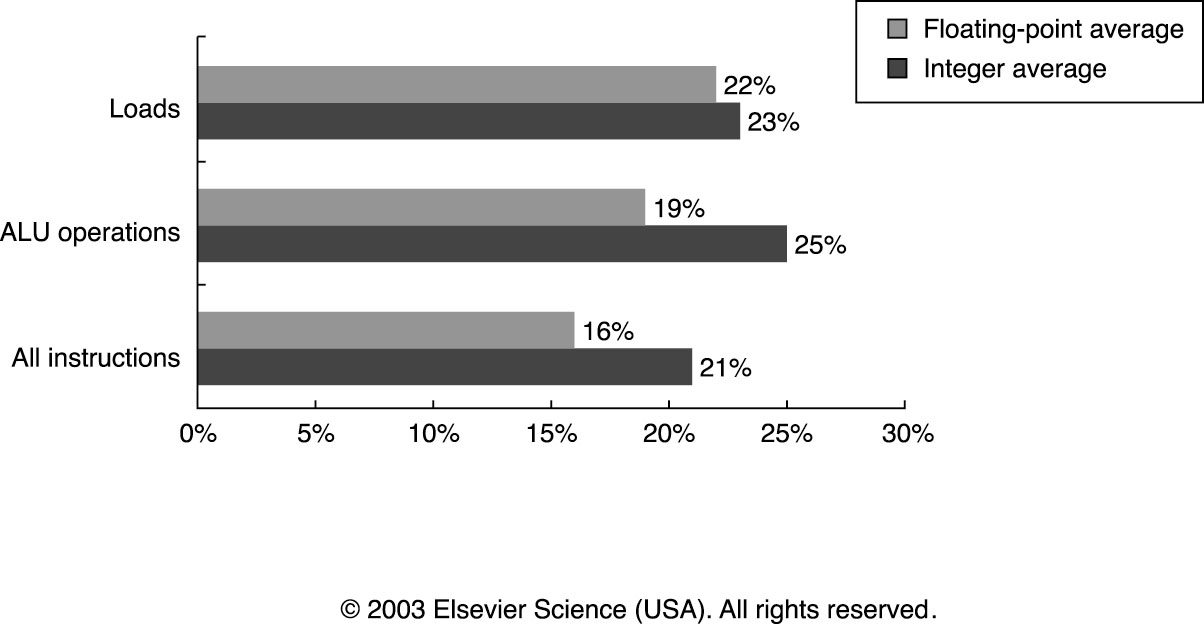 Floating-point average
Integer average
Loads
22%
23%
ALU operations
19%
25%
All instructions
16%
21%
0% 5% 10% 15% 20% 25% 30%
© 2003 Elsevier Science (USA). All rights reserved.